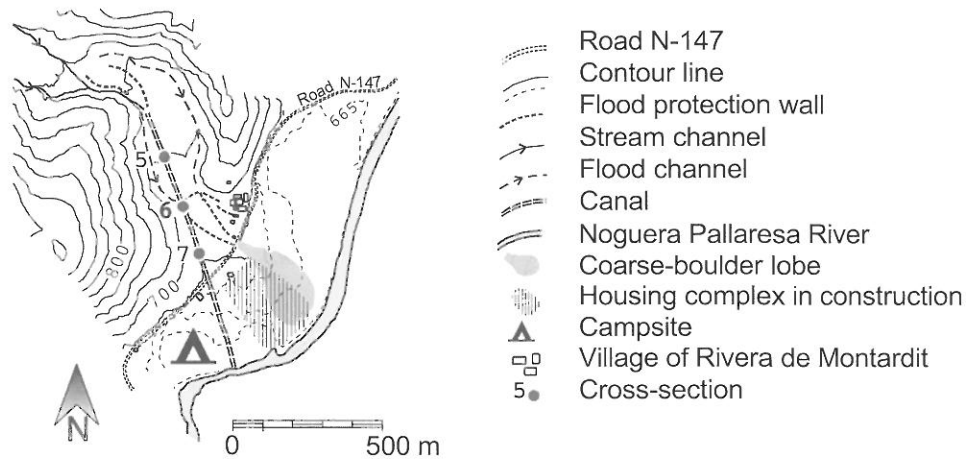 Road N-147
665
5
6
7
800
700
N
0 500 m
Road N-147
Contour line
Flood protection wall
Stream channel
Flood channel
Canal
Noguera Pallaresa River
Coarse-boulder lobe
Housing complex in construction
Campsite
Village of Rivera de Montardit
5 Cross-section